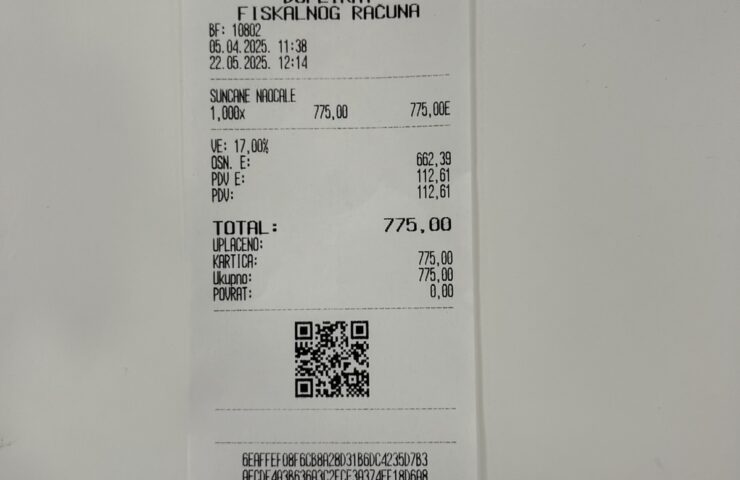 FISKALNOG RAČUNA
BF: 10802
05.04.2025. 11:38
22.05.2025. 12:14
SUNCANE NAOCALE
1,000x 775,00 775,00E
VE: 17,00%
OSN. E: 662,39
PDV E: 112,61
PDV: 112,61
TOTAL: 775,00
UPLACENO:
KARTICA: 775,00
Ukupno: 775,00
POVRAT: 0,00
6EAFFEF08F6CB8A28D31B6DC4235D7B3